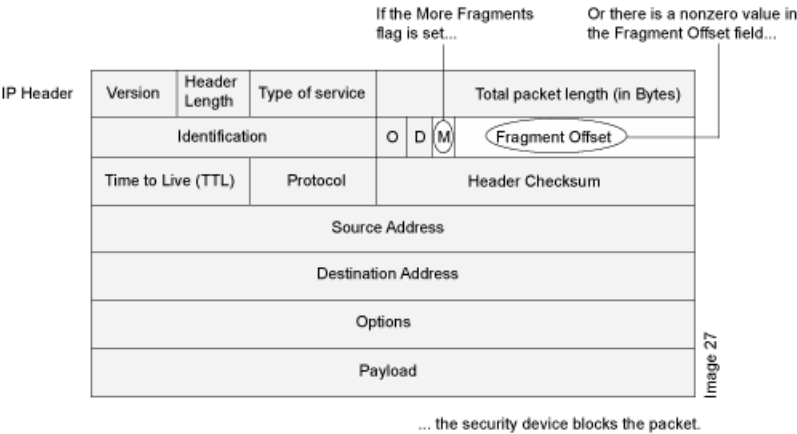 If the More Fragments
flag is set...
Or there is a nonzero value in
the Fragment Offset field...
IP Header
Version
Header
Length
Type of service
Total packet length (in Bytes)
Identification
O
D
M
Fragment Offset
Time to Live (TTL)
Protocol
Header Checksum
Source Address
Destination Address
Options
Payload
Image 27
... the security device blocks the packet.